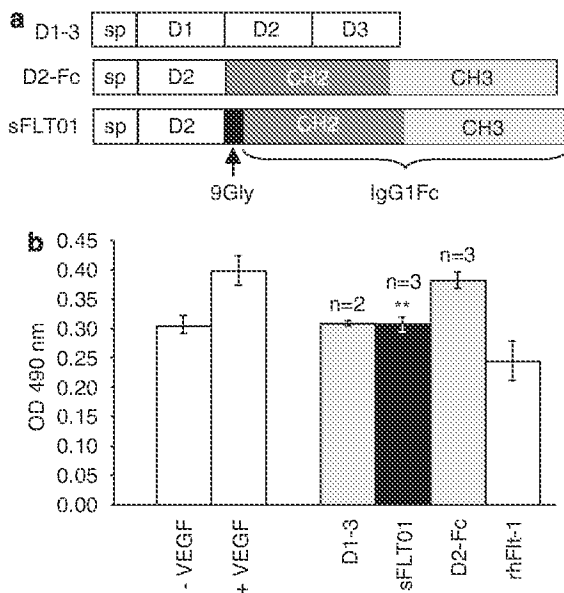 a
D1-3 sp D1 D2 D3
D2-Fc sp D2 CH2 CH3
sFLT01 sp D2 CH2 CH3
9Gly IgG1Fc
b
OD 490 nm
0.45
0.40
0.35
0.30
0.25
0.20
0.15
0.10
0.05
0.00
n=2
n=3
**
n=3
- VEGF
+ VEGF
D1-3
sFLT01
D2-Fc
rhFlt-1